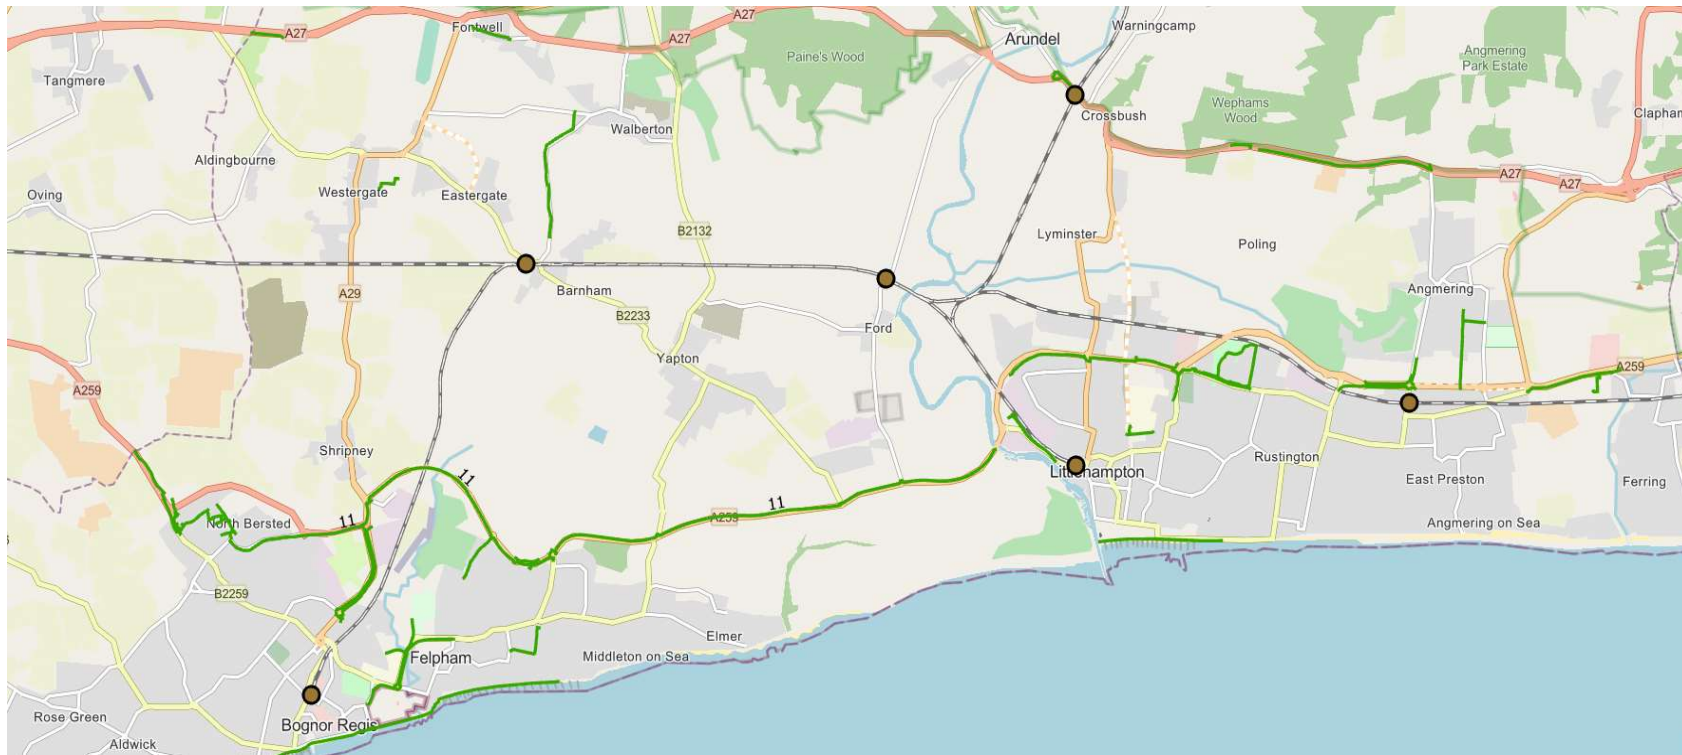 A27
Fontwell
A27
A27
Tangmere
Arundel
Warningcamp
Paine's Wood
Angmering
Park Estate
Wephams
Wood
Crossbush
Clapham
Walberton
Aldingbourne
Westergate
Eastergate
Oving
A27
A27
B2132
Lyminster
Poling
A29
Barnham
B2233
Angmering
Ford
Yapton
A259
A259
Shripney
11
11
11
North Bersted
A259
Littlehampton
Rustington
East Preston
Ferring
Angmering on Sea
B2259
Elmer
Felpham
Middleton on Sea
Rose Green
Bognor Regis
Aldwick